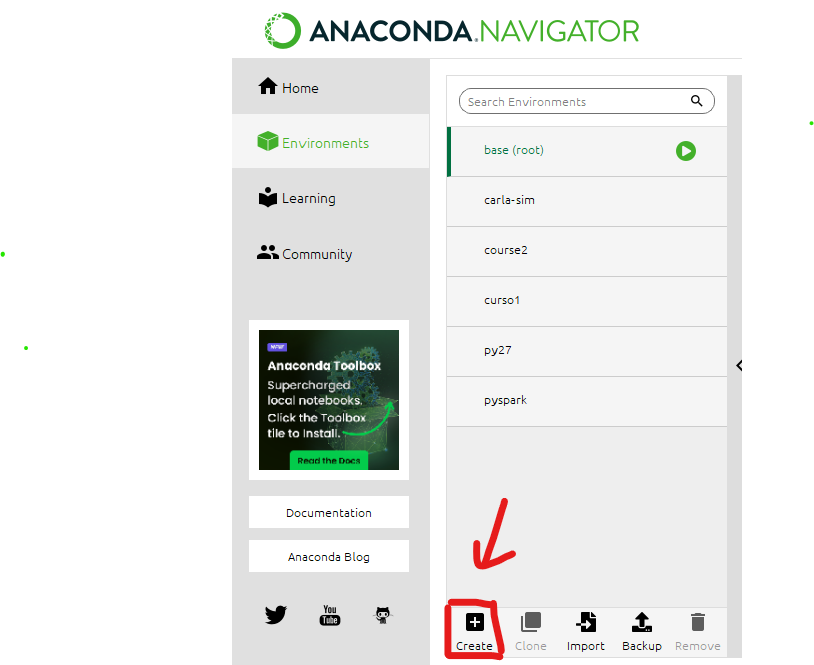 ANACONDA.NAVIGATOR
Home
Environments
Learning
Community
NEW
Anaconda Toolbox
Supercharged
local notebooks.
Click the Toolbox
tile to install.
Read the Docs
Documentation
Anaconda Blog
You
Tube
Search Environments
base (root)
carla-sim
course2
curso1
py27
pyspark
Create
Clone
Import
Backup
Remove